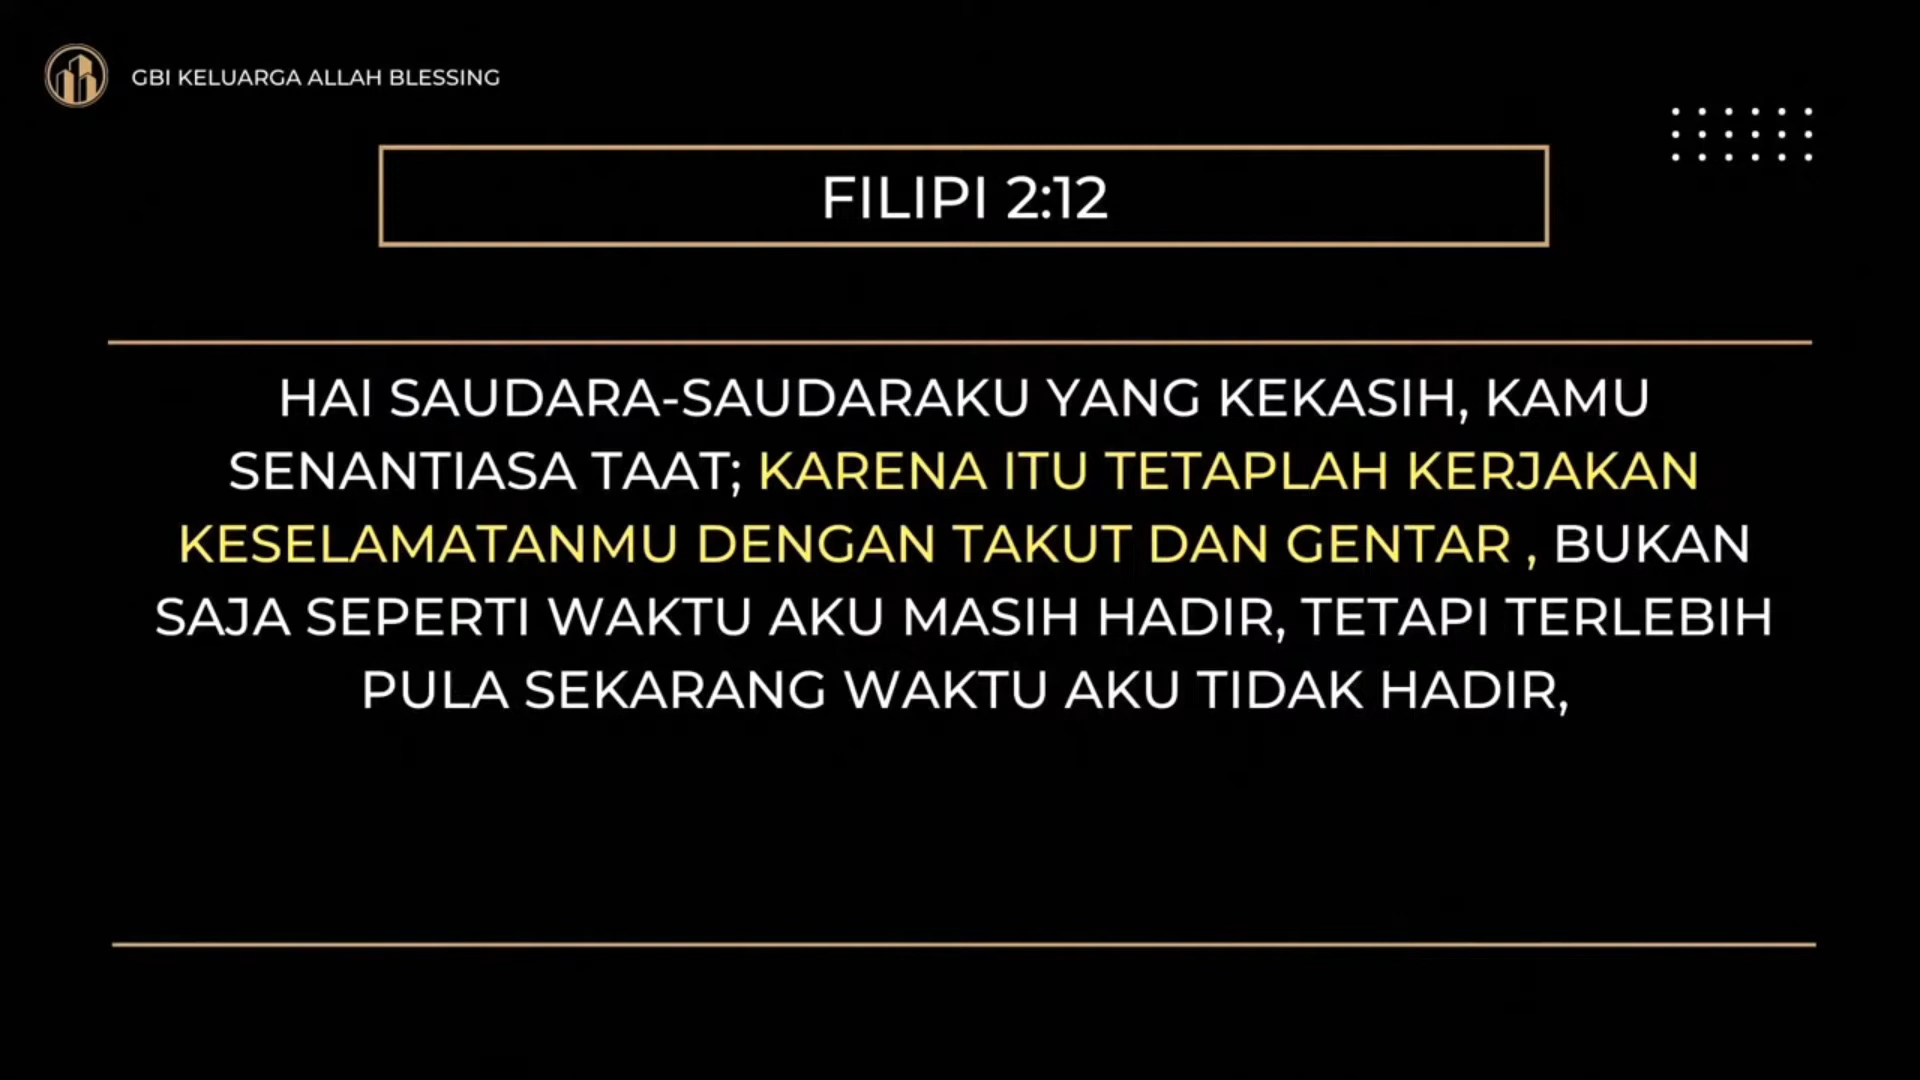 GBI KELUARGA ALLAH BLESSING
FILIPI 2:12
HAI SAUDARA-SAUDARAKU YANG KEKASIH, KAMU
SENANTIASA TAAT; KARENA ITU TETAPLAH KERJAKAN
KESELAMATANMU DENGAN TAKUT DAN GENTAR , BUKAN
SAJA SEPERTI WAKTU AKU MASIH HADIR, TETAPI TERLEBIH
PULA SEKARANG WAKTU AKU TIDAK HADIR,